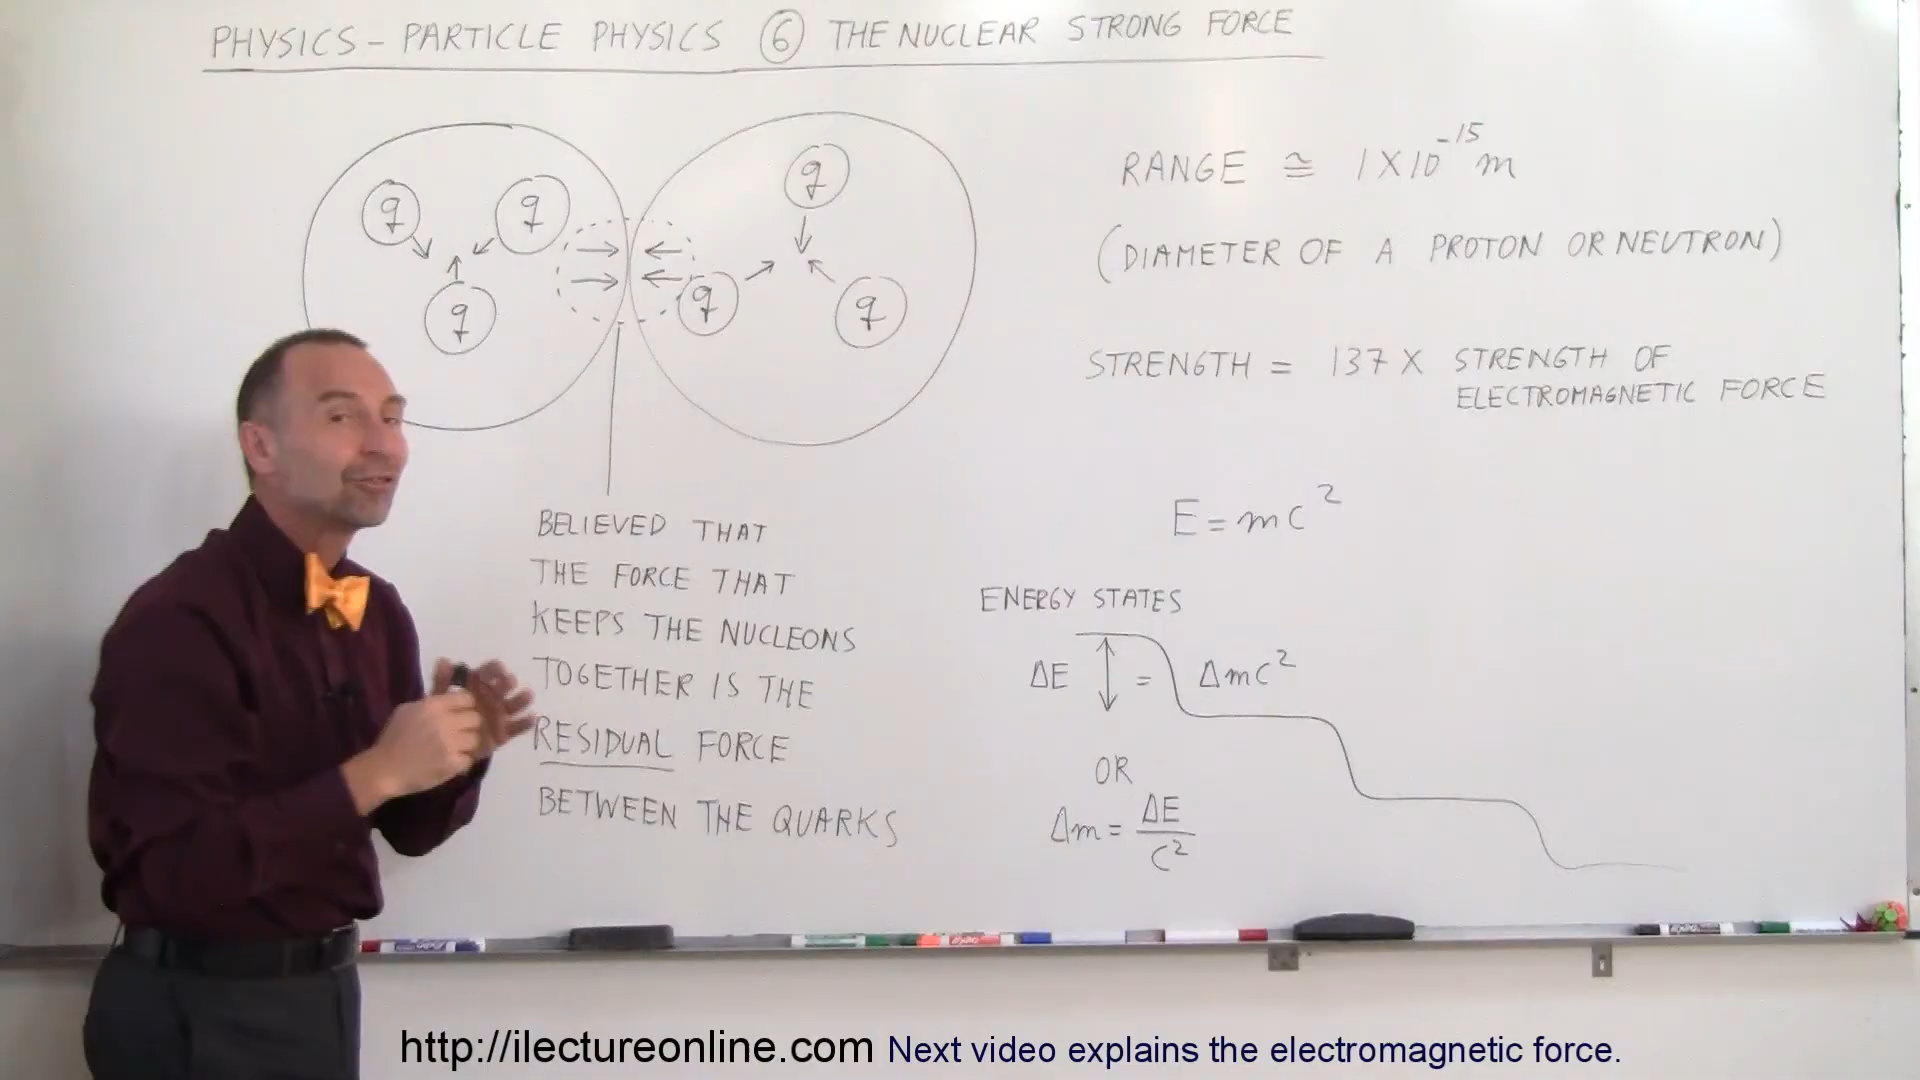 PHYSICS - PARTICLE PHYSICS ⑥ THE NUCLEAR STRONG FORCE
q q q
q q q
RANGE ≅ 1 X 10^-15 m
(DIAMETER OF A PROTON OR NEUTRON)
STRENGTH = 137 X STRENGTH OF
ELECTROMAGNETIC FORCE
BELIEVED THAT
THE FORCE THAT
KEEPS THE NUCLEONS
TOGETHER IS THE
RESIDUAL FORCE
BETWEEN THE QUARKS
E = mc²
ENERGY STATES
ΔE = Δmc²
OR
Δm = ΔE / c²
http://ilectureonline.com Next video explains the electromagnetic force.